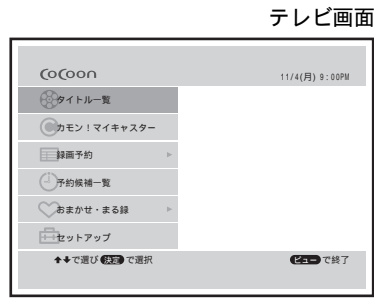 テレビ画面
CoCoon
11/4(月) 9:00PM
タイトル一覧
カモン！マイキャスター
録画予約
予約候補一覧
おまかせ・まる録
セットアップ
↑↓で選び 決定 で選択
ビュー で終了